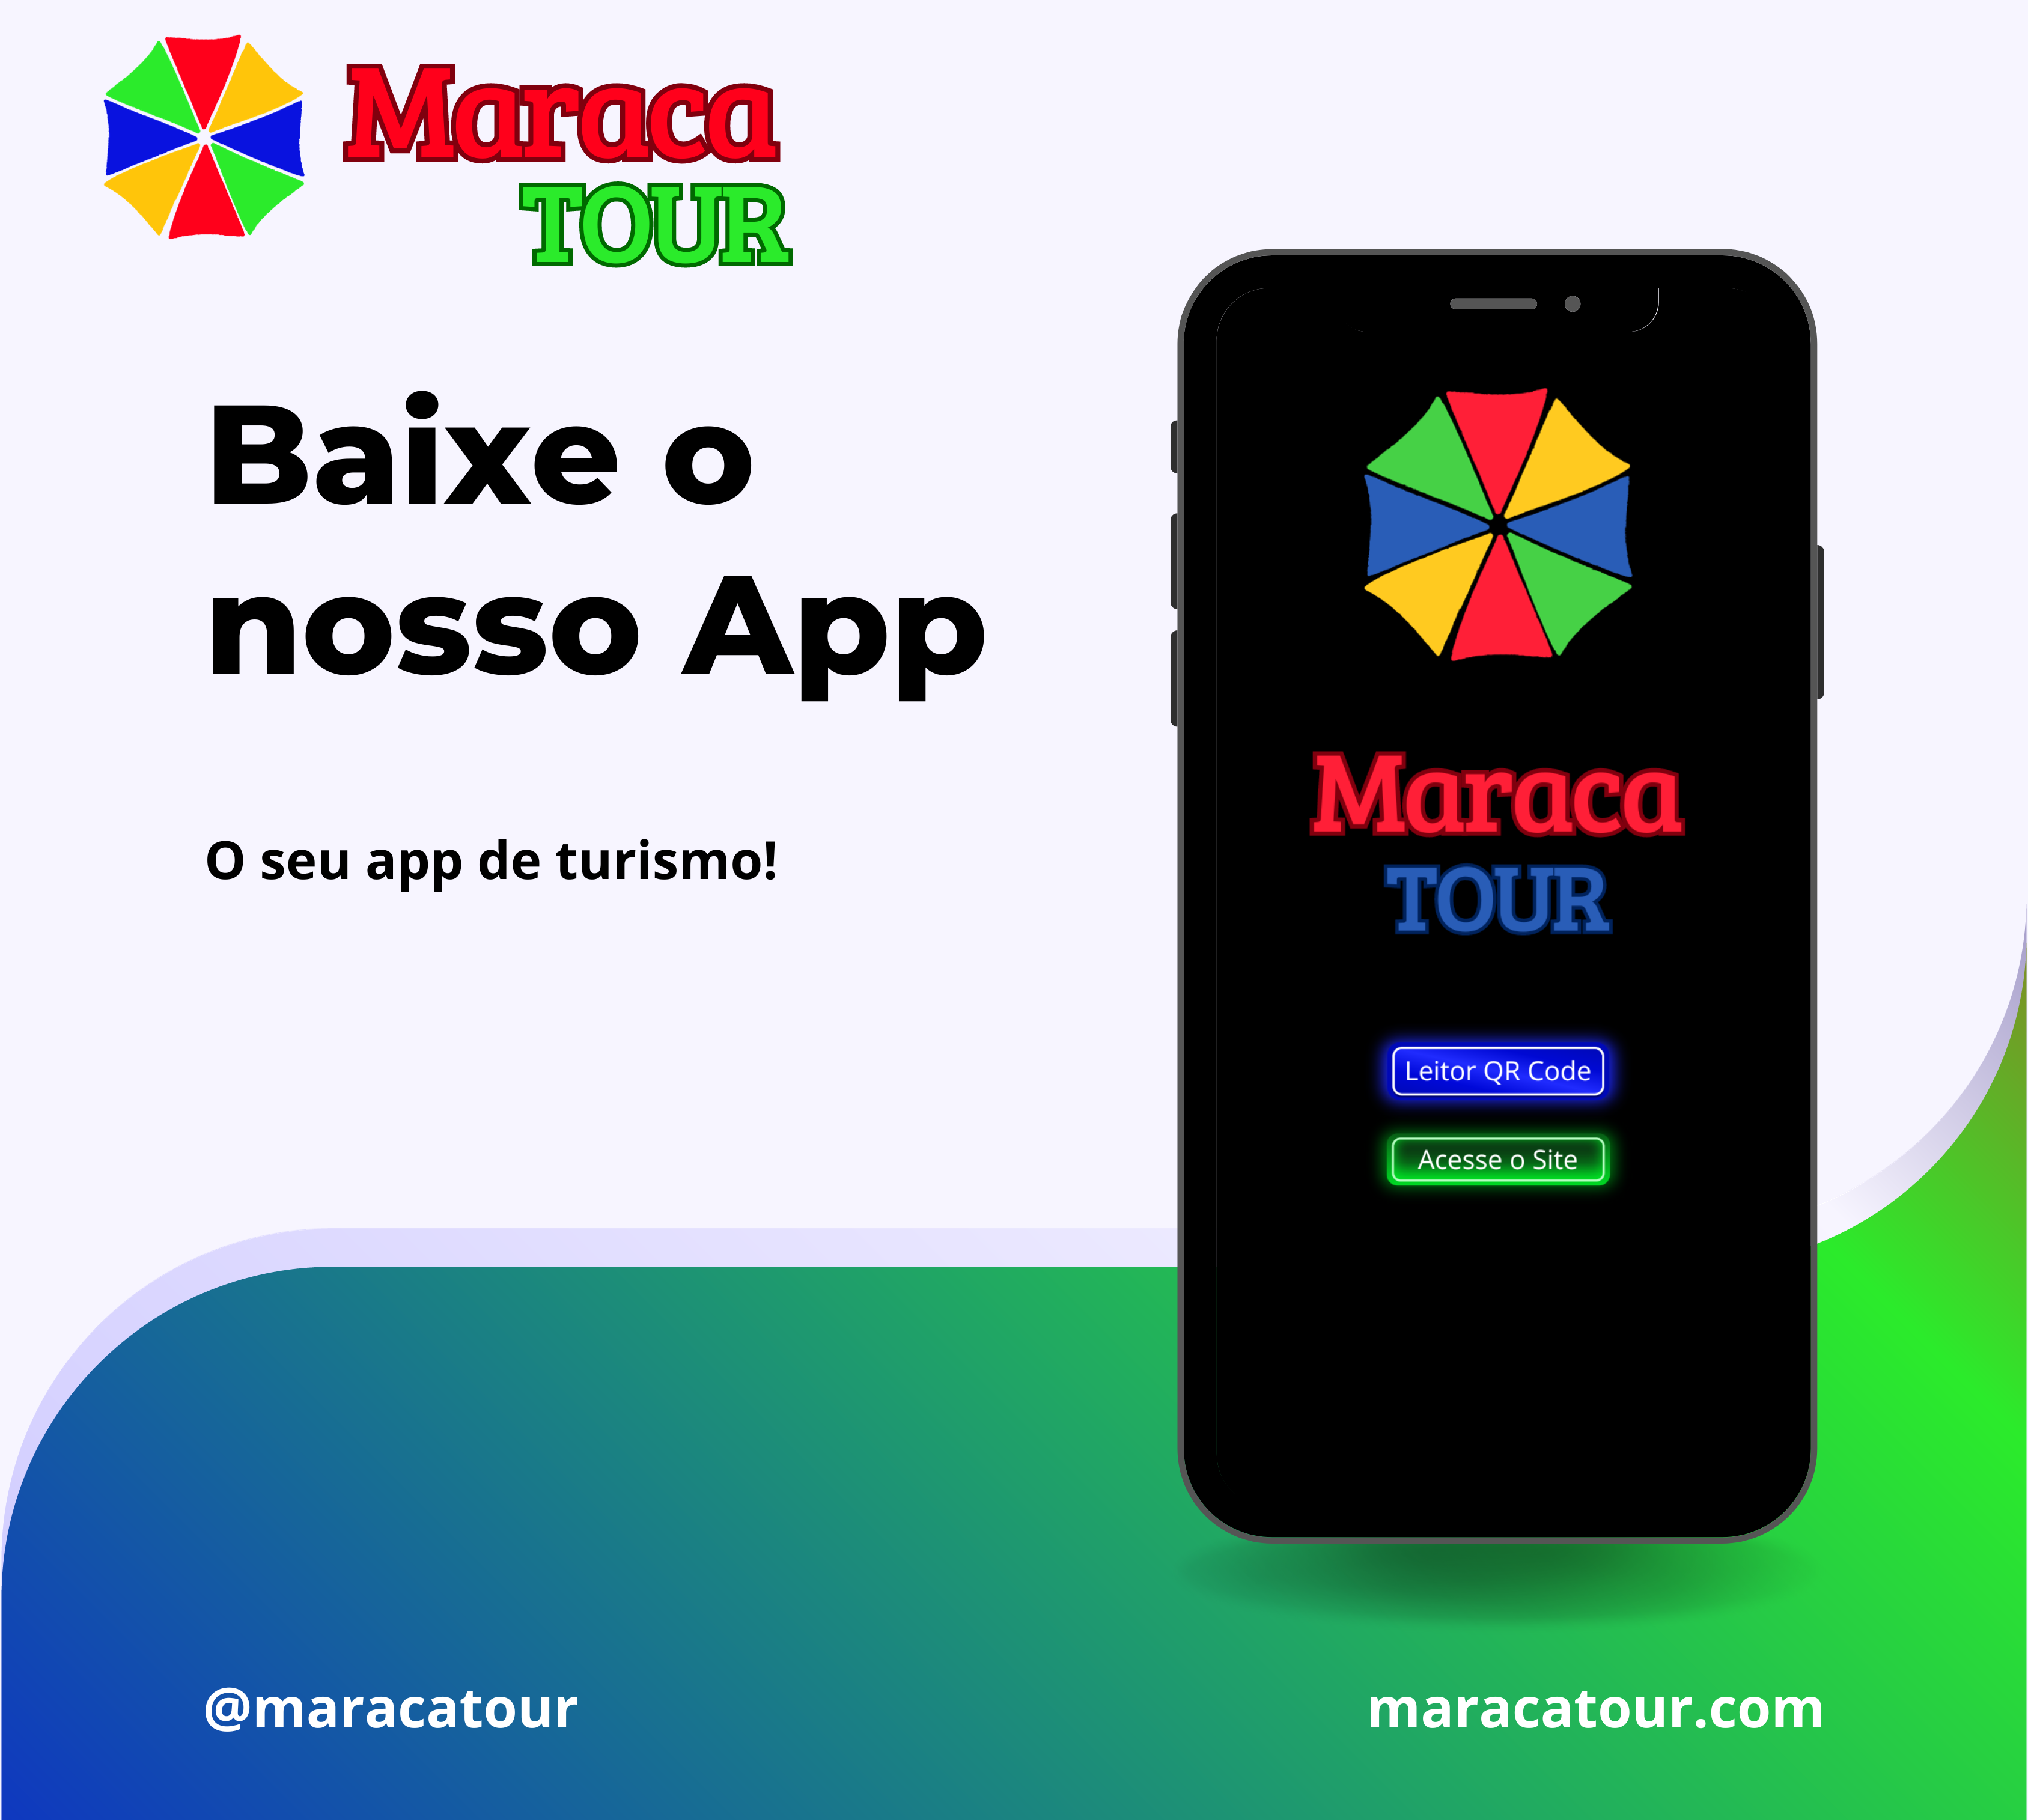 Maraca
TOUR
Baixe o
nosso App
O seu app de turismo!
Maraca
TOUR
Leitor QR Code
Acesse o Site
@maracatour
maracatour.com